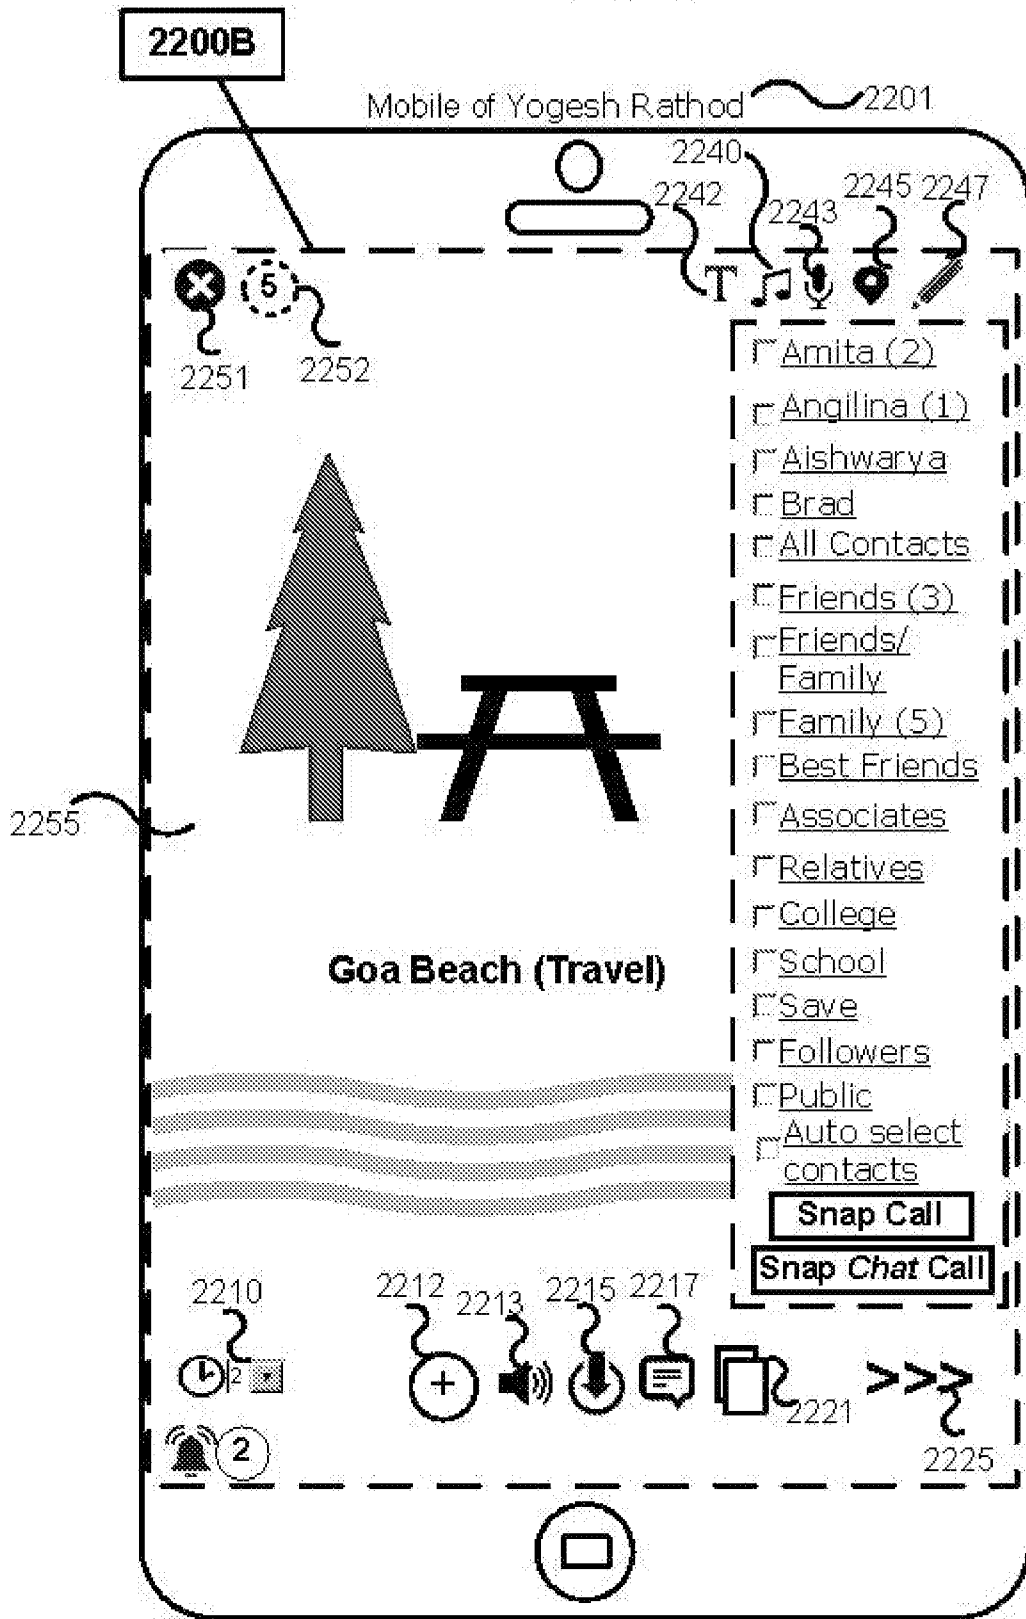 2200B
Mobile of Yogesh Rathod 2201
2240
2242 2243 2245 2247
5 T
2251 2252
Amita (2)
Angilina (1)
Aishwarya
Brad
All Contacts
Friends (3)
Friends/
Family
Family (5)
Best Friends
2255
Associates
Relatives
College
Goa Beach (Travel)
School
Save
Followers
Public
Auto select
contacts
Snap Call
Snap Chat Call
2210 2212 2213 2215 2217
2 + >>>
2221
2 2225